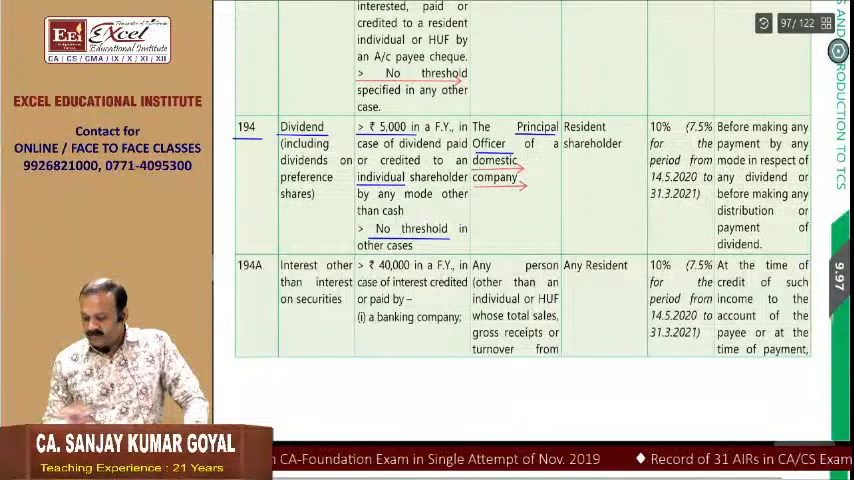 EEi
The name of Excellence
Excel
Educational Institute
CA / CS / CMA / IX / X / XI / XII
EXCEL EDUCATIONAL INSTITUTE
Contact for
ONLINE / FACE TO FACE CLASSES
9926821000, 0771-4095300
interested, paid or
credited to a resident
individual or HUF by
an A/c payee cheque.
> No threshold
specified in any other
case.
194
Dividend
(including
dividends on
preference
shares)
> ₹ 5,000 in a F.Y., in
case of dividend paid
or credited to an
individual shareholder
by any mode other
than cash
> No threshold in
other cases
The Principal
Officer of a
domestic
company
Resident
shareholder
10% (7.5%
for the
period from
14.5.2020 to
31.3.2021)
Before making any
payment by any
mode in respect of
any dividend or
before making any
distribution or
payment of
dividend.
194A
Interest other
than interest
on securities
> ₹ 40,000 in a F.Y., in
case of interest credited
or paid by –
(i) a banking company;
Any person
(other than an
individual or HUF
whose total sales,
gross receipts or
turnover from
Any Resident
10% (7.5%
for the
period from
14.5.2020 to
31.3.2021)
At the time of
credit of such
income to the
account of the
payee or at the
time of payment,
97/122
S AND
RODUCTION TO TCS
9.97
CA. SANJAY KUMAR GOYAL
Teaching Experience : 21 Years
n CA-Foundation Exam in Single Attempt of Nov. 2019
◆ Record of 31 AIRs in CA/CS Exam